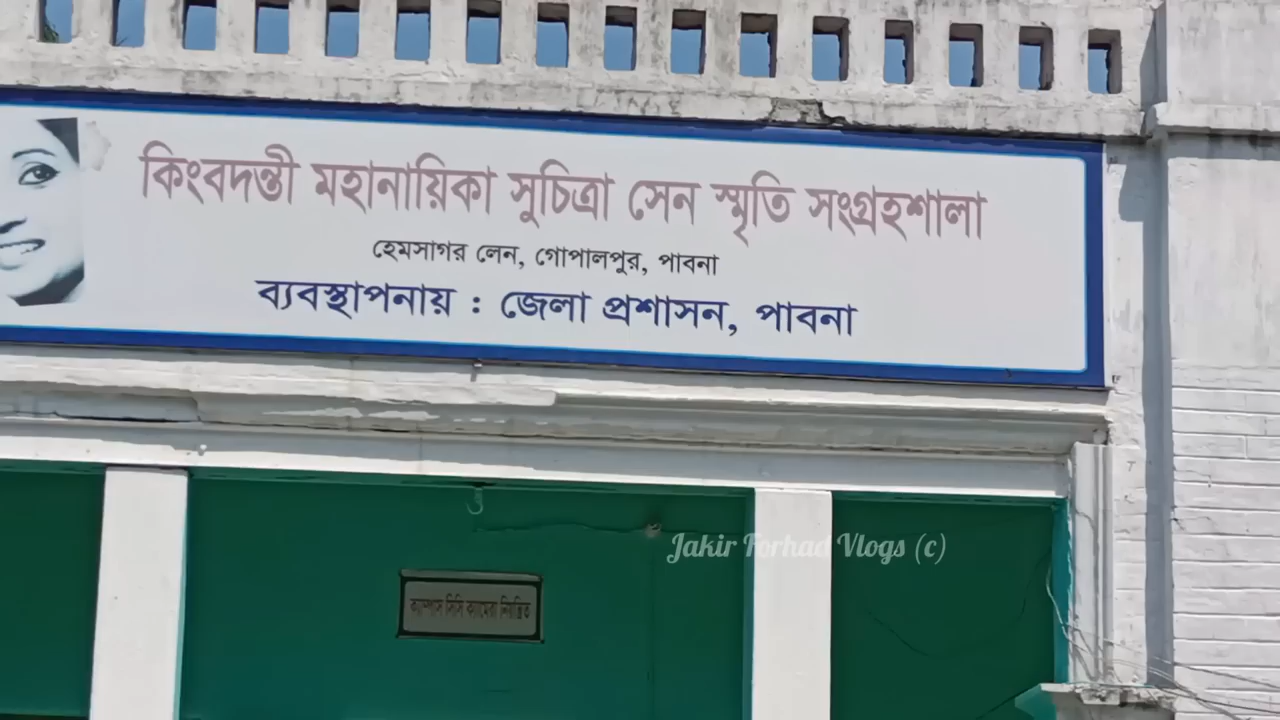 কিংবদন্তী মহানায়িকা সুচিত্রা সেন স্মৃতি সংগ্রহশালা
হেমসাগর লেন, গোপালপুর, পাবনা
ব্যবস্থাপনায় : জেলা প্রশাসন, পাবনা
Jakir Forhad Vlogs (c)
ক্যাম্পাস সিসি ক্যামেরা নিয়ন্ত্রিত